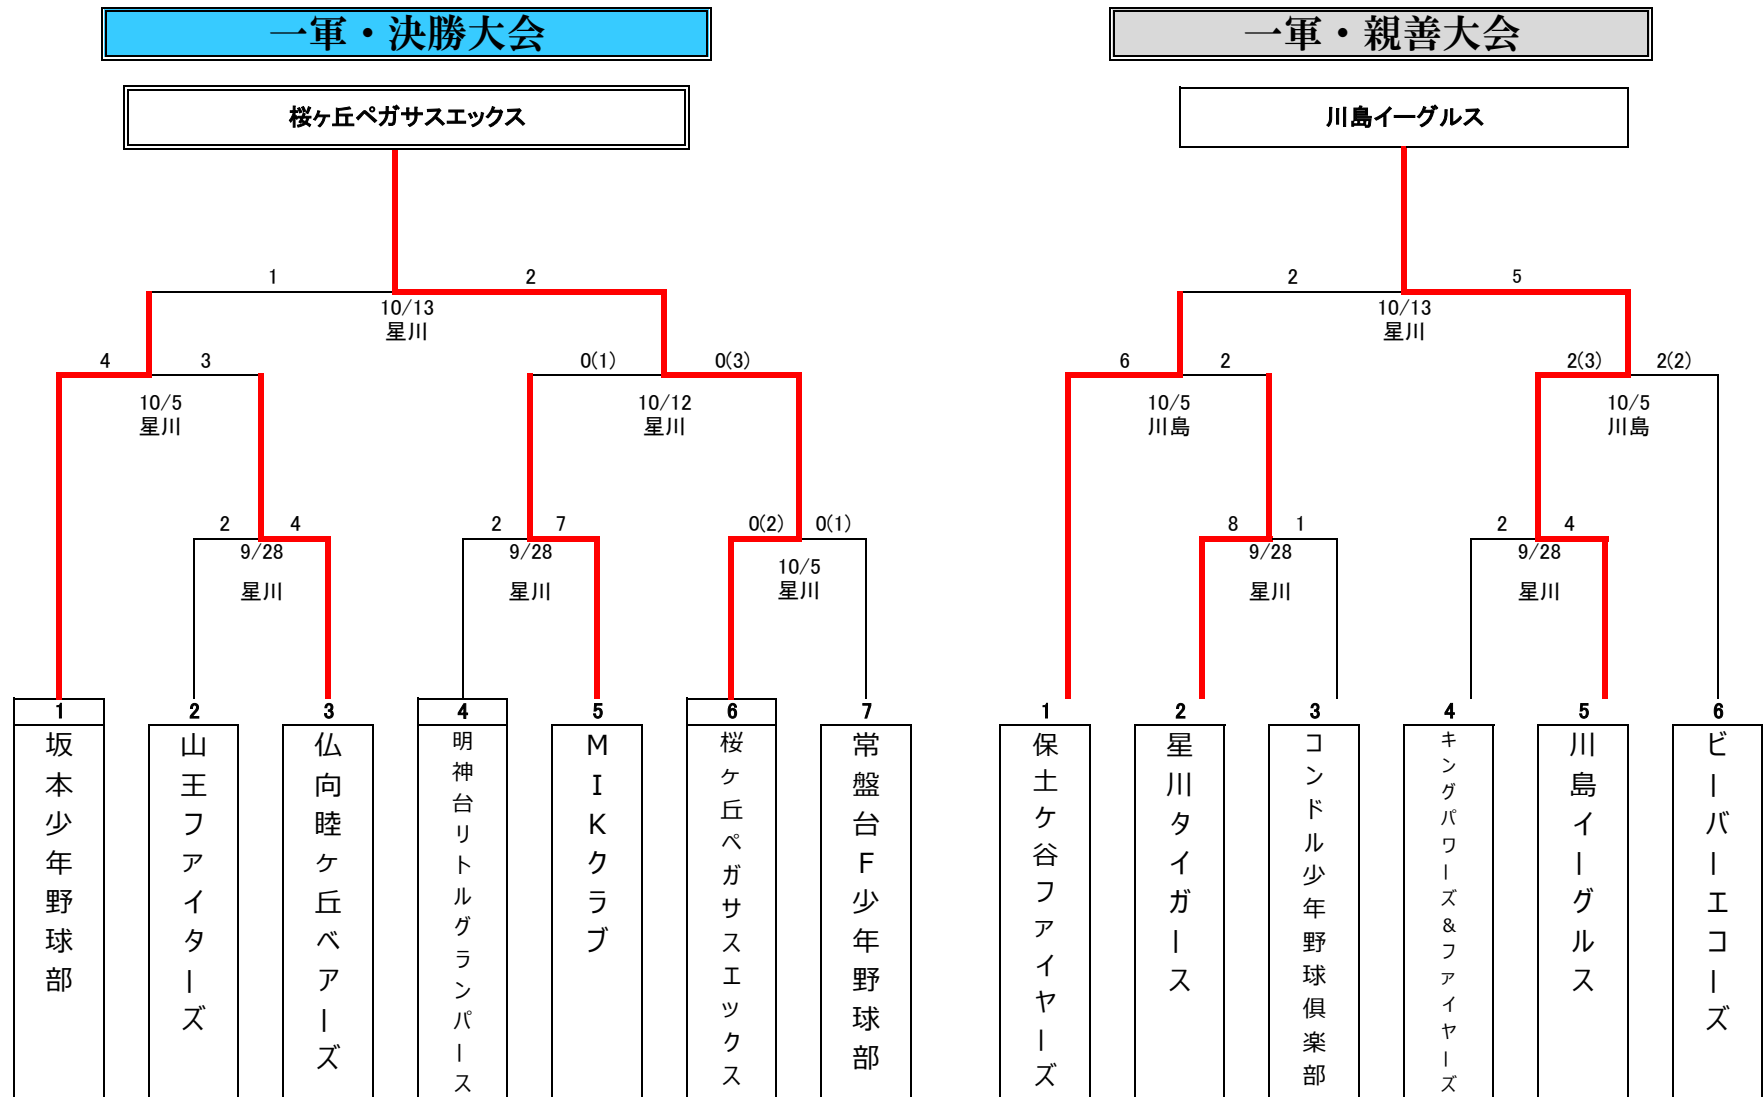 一軍・決勝大会
桜ヶ丘ペガサスエックス
1 2
10/13
星川
4 3
0(1) 0(3)
10/5
星川
10/12
星川
2 4
9/28
星川
2 7
9/28
星川
0(2) 0(1)
10/5
星川
1
坂本少年野球部
2
山王ファイターズ
3
仏向睦ヶ丘ベアーズ
4
明神台リトルグランパース
5
MIKクラブ
6
桜ケ丘ペガサスエックス
7
常盤台F少年野球部
一軍・親善大会
川島イーグルス
2 5
10/13
星川
6 2
2(3) 2(2)
10/5
川島
10/5
川島
8 1
9/28
星川
2 4
9/28
星川
1
保土ケ谷ファイヤーズ
2
星川タイガース
3
コンドル少年野球倶楽部
4
キングパワーズ&ファイヤーズ
5
川島イーグルス
6
ビーバーエコーズ